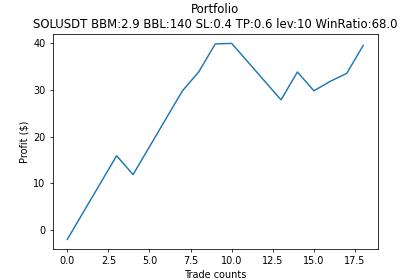 Portfolio
SOLUSDT BBM:2.9 BBL:140 SL:0.4 TP:0.6 lev:10 WinRatio:68.0
40
30
20
10
0
Profit ($)
0.0 2.5 5.0 7.5 10.0 12.5 15.0 17.5
Trade counts